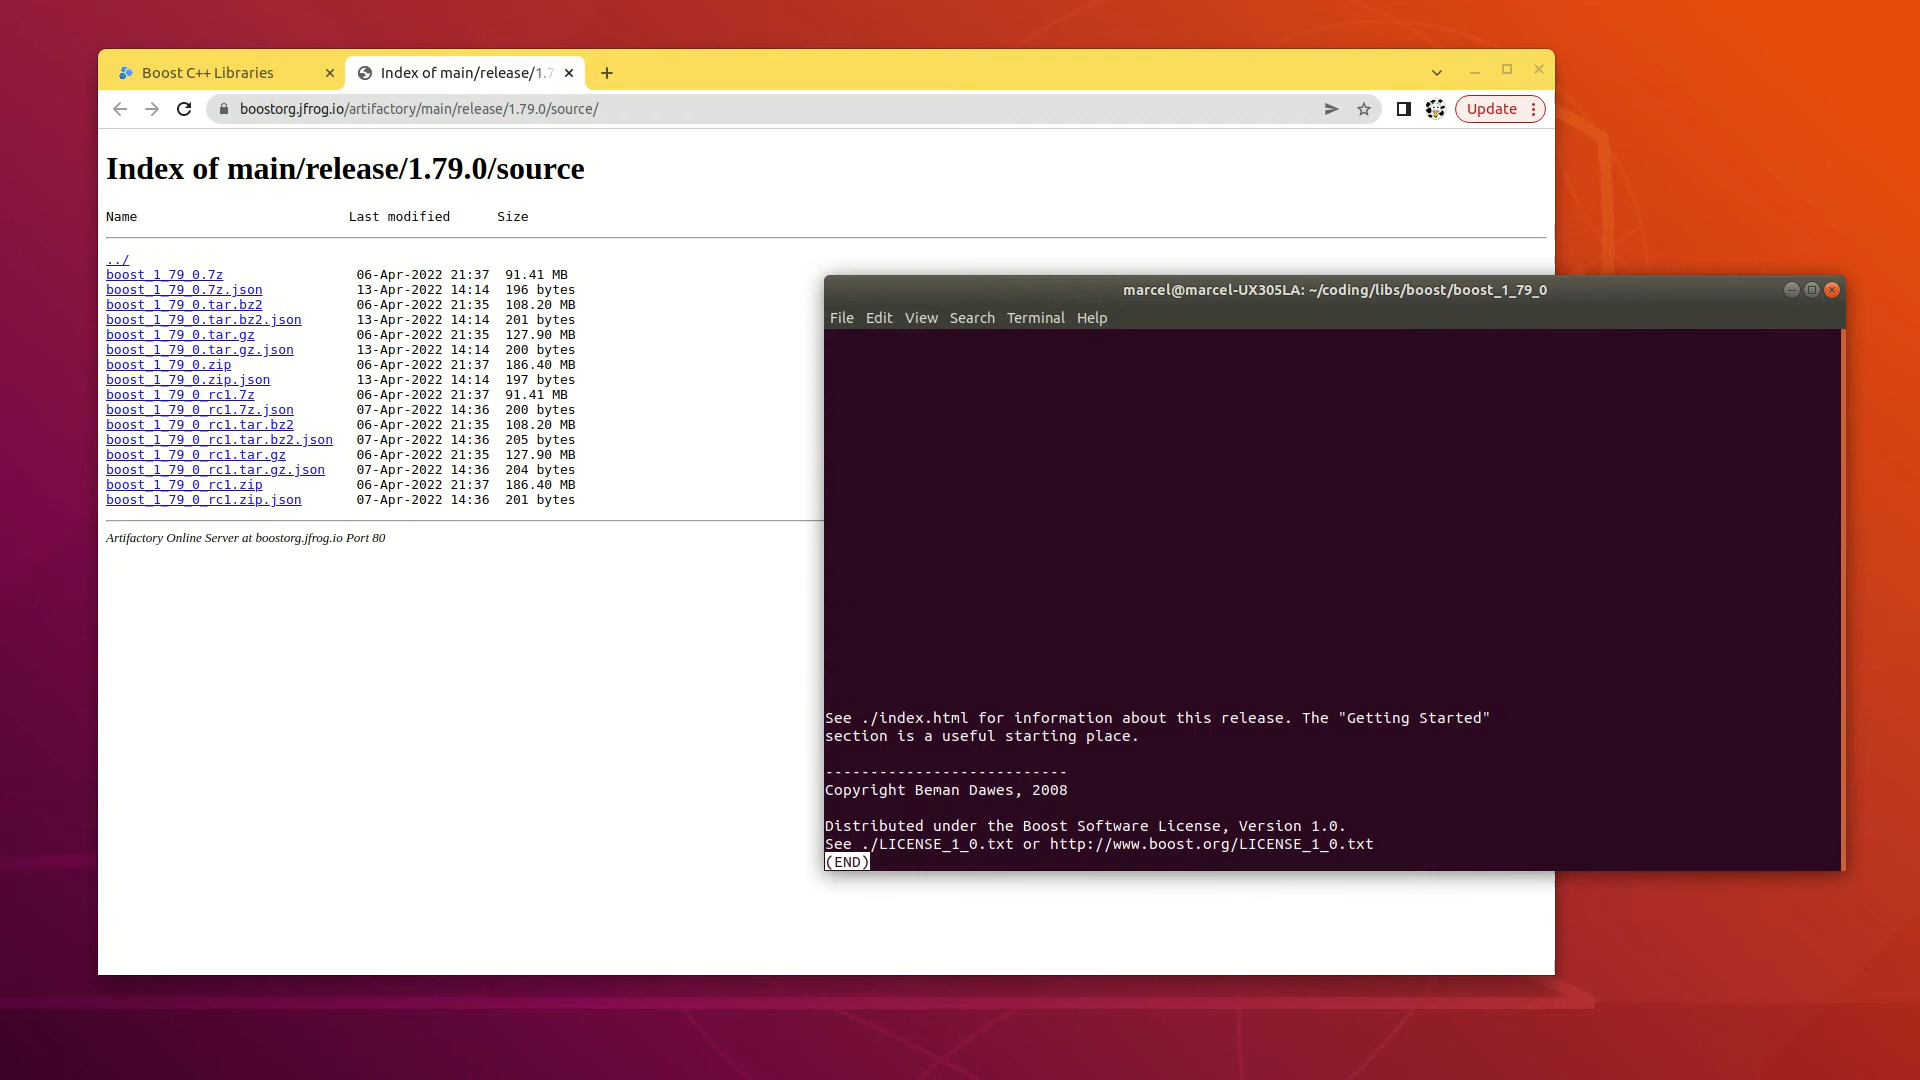 Boost C++ Libraries
Index of main/release/1.7
boostorg.jfrog.io/artifactory/main/release/1.79.0/source/
Update
Index of main/release/1.79.0/source
Name Last modified Size
../
boost_1_79_0.7z 06-Apr-2022 21:37 91.41 MB
boost_1_79_0.7z.json 13-Apr-2022 14:14 196 bytes
boost_1_79_0.tar.bz2 06-Apr-2022 21:35 108.20 MB
boost_1_79_0.tar.bz2.json 13-Apr-2022 14:14 201 bytes
boost_1_79_0.tar.gz 06-Apr-2022 21:35 127.90 MB
boost_1_79_0.tar.gz.json 13-Apr-2022 14:14 200 bytes
boost_1_79_0.zip 06-Apr-2022 21:37 186.40 MB
boost_1_79_0.zip.json 13-Apr-2022 14:14 197 bytes
boost_1_79_0_rc1.7z 06-Apr-2022 21:37 91.41 MB
boost_1_79_0_rc1.7z.json 07-Apr-2022 14:36 200 bytes
boost_1_79_0_rc1.tar.bz2 06-Apr-2022 21:35 108.20 MB
boost_1_79_0_rc1.tar.bz2.json 07-Apr-2022 14:36 205 bytes
boost_1_79_0_rc1.tar.gz 06-Apr-2022 21:35 127.90 MB
boost_1_79_0_rc1.tar.gz.json 07-Apr-2022 14:36 204 bytes
boost_1_79_0_rc1.zip 06-Apr-2022 21:37 186.40 MB
boost_1_79_0_rc1.zip.json 07-Apr-2022 14:36 201 bytes
Artifactory Online Server at boostorg.jfrog.io Port 80
marcel@marcel-UX305LA: ~/coding/libs/boost/boost_1_79_0
File Edit View Search Terminal Help
See ./index.html for information about this release. The "Getting Started"
section is a useful starting place.
---------------------------
Copyright Beman Dawes, 2008
Distributed under the Boost Software License, Version 1.0.
See ./LICENSE_1_0.txt or http://www.boost.org/LICENSE_1_0.txt
(END)